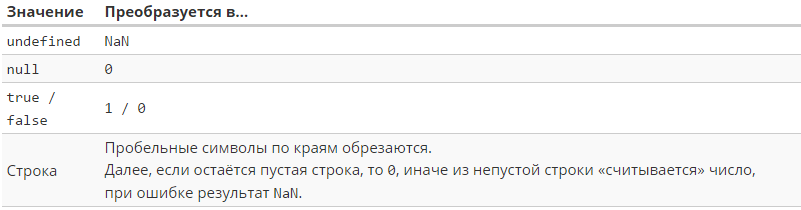 Значение Преобразуется в…
undefined NaN
null 0
true /
false
1 / 0
Строка
Пробельные символы по краям обрезаются.
Далее, если остаётся пустая строка, то 0, иначе из непустой строки «считывается» число,
при ошибке результат NaN.